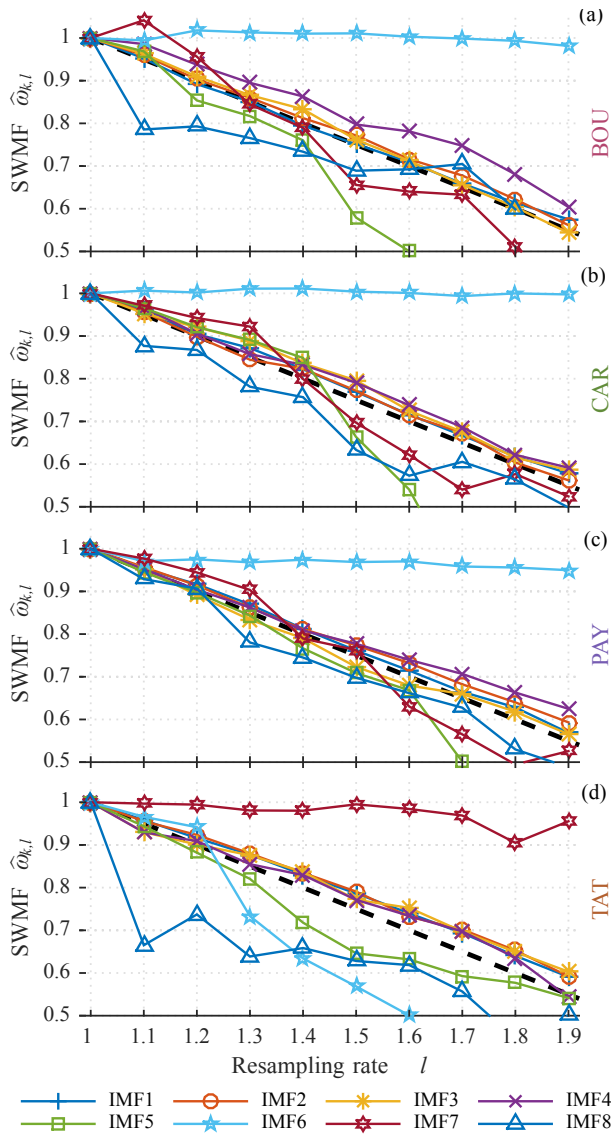 (a)
1
0.9
0.8
0.7
0.6
0.5
SWMF ω̂k,l
BOU
(b)
1
0.9
0.8
0.7
0.6
0.5
SWMF ω̂k,l
CAR
(c)
1
0.9
0.8
0.7
0.6
0.5
SWMF ω̂k,l
PAY
(d)
1
0.9
0.8
0.7
0.6
0.5
SWMF ω̂k,l
TAT
1 1.1 1.2 1.3 1.4 1.5 1.6 1.7 1.8 1.9
Resampling rate l
IMF1 IMF2 IMF3 IMF4
IMF5 IMF6 IMF7 IMF8